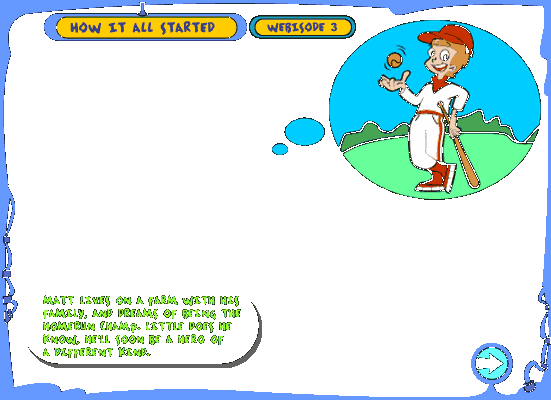 HOW IT ALL STARTED
WEBISODE 3
MATT LIVES ON A FARM WITH HIS
FAMILY, AND DREAMS OF BEING THE
HOMERUN CHAMP. LITTLE DOES HE
KNOW, HE'LL SOON BE A HERO OF
A DIFFERENT KIND.